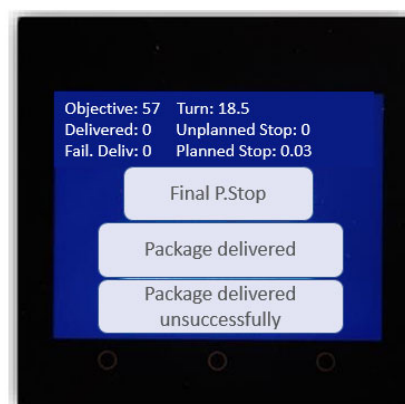 Objective: 57 Turn: 18.5
Delivered: 0 Unplanned Stop: 0
Fail. Deliv: 0 Planned Stop: 0.03
Final P.Stop
Package delivered
Package delivered
unsuccessfully